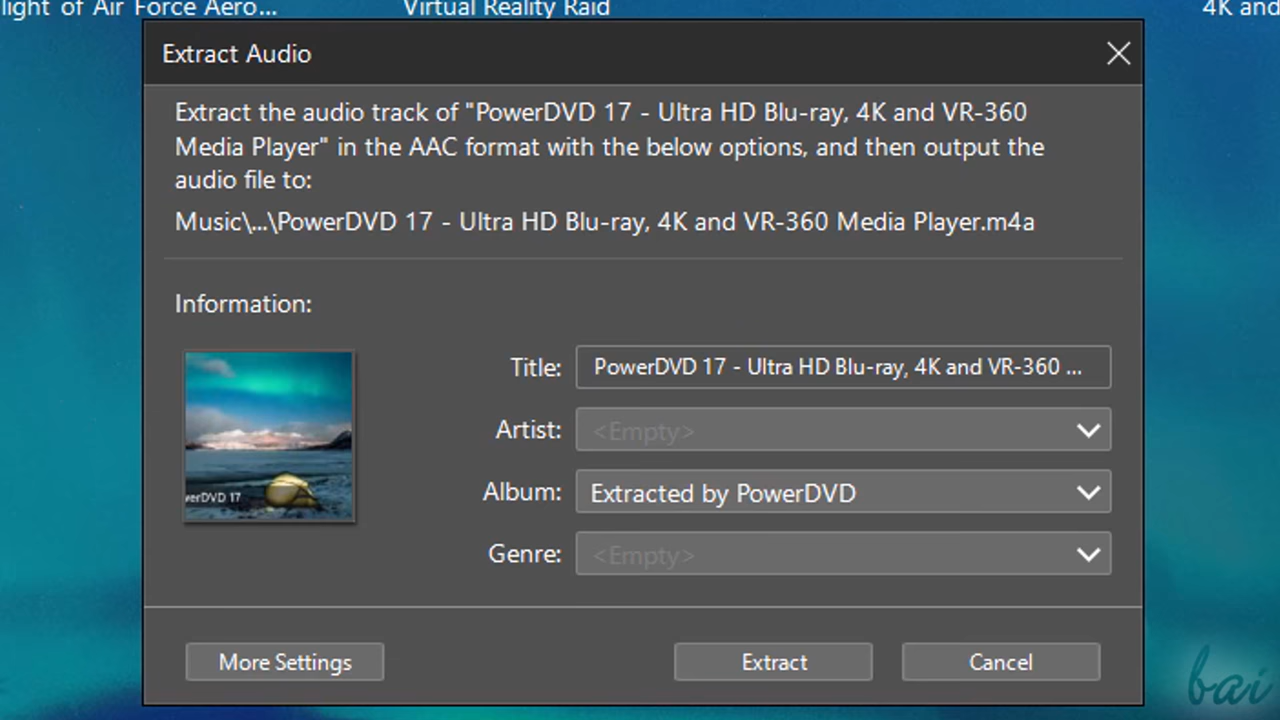 light of Air Force Aero...
Virtual Reality Raid
4K and
Extract Audio
Extract the audio track of "PowerDVD 17 - Ultra HD Blu-ray, 4K and VR-360
Media Player" in the AAC format with the below options, and then output the
audio file to:
Music\...\PowerDVD 17 - Ultra HD Blu-ray, 4K and VR-360 Media Player.m4a
Information:
werDVD 17
Title: PowerDVD 17 - Ultra HD Blu-ray, 4K and VR-360 ...
Artist: <Empty>
Album: Extracted by PowerDVD
Genre: <Empty>
More Settings Extract Cancel
bai